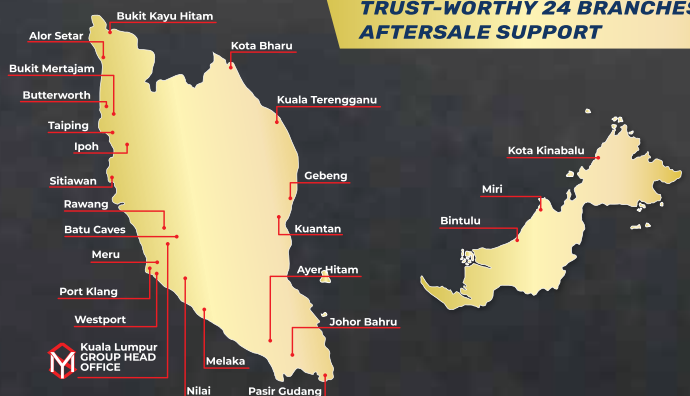 TRUST-WORTHY 24 BRANCHES
AFTERSALE SUPPORT
Bukit Kayu Hitam
Alor Setar
Kota Bharu
Bukit Mertajam
Butterworth
Kuala Terengganu
Taiping
Ipoh
Kota Kinabalu
Sitiawan
Gebeng
Miri
Rawang
Bintulu
Batu Caves
Kuantan
Meru
Ayer Hitam
Port Klang
Westport
Johor Bahru
Kuala Lumpur
GROUP HEAD
OFFICE
Melaka
Nilai
Pasir Gudang